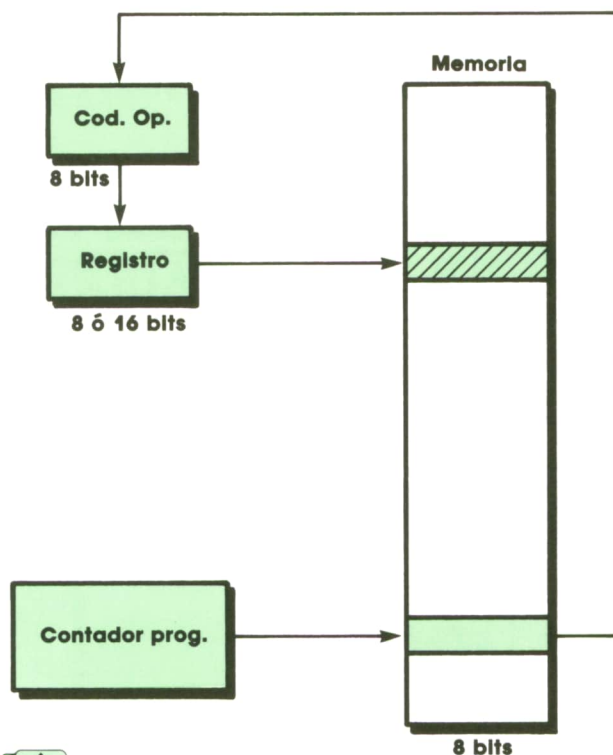 Memoria
Cod. Op.
8 bits
Registro
8 ó 16 bits
Contador prog.
8 bits